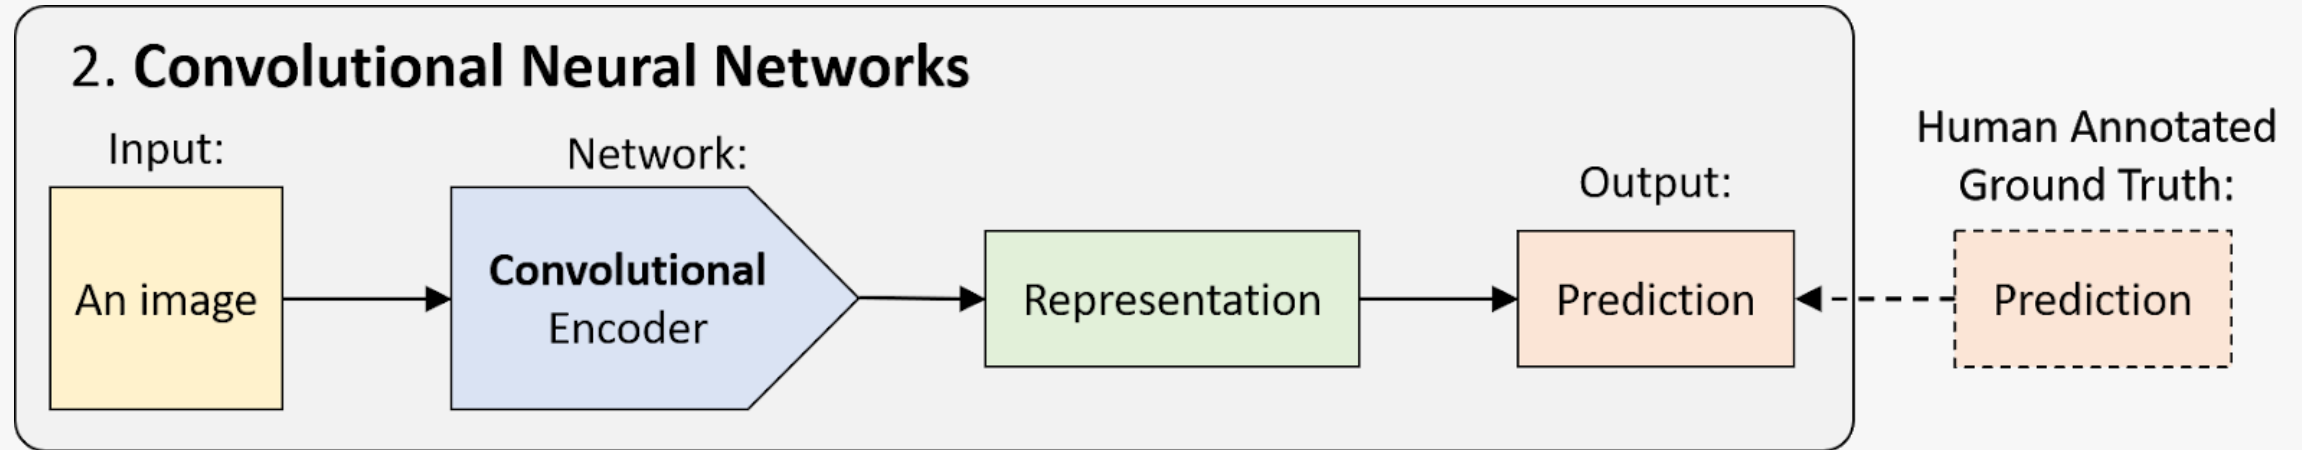 2. Convolutional Neural Networks
Input:
An image
Network:
Convolutional
Encoder
Representation
Output:
Prediction
Human Annotated
Ground Truth:
Prediction